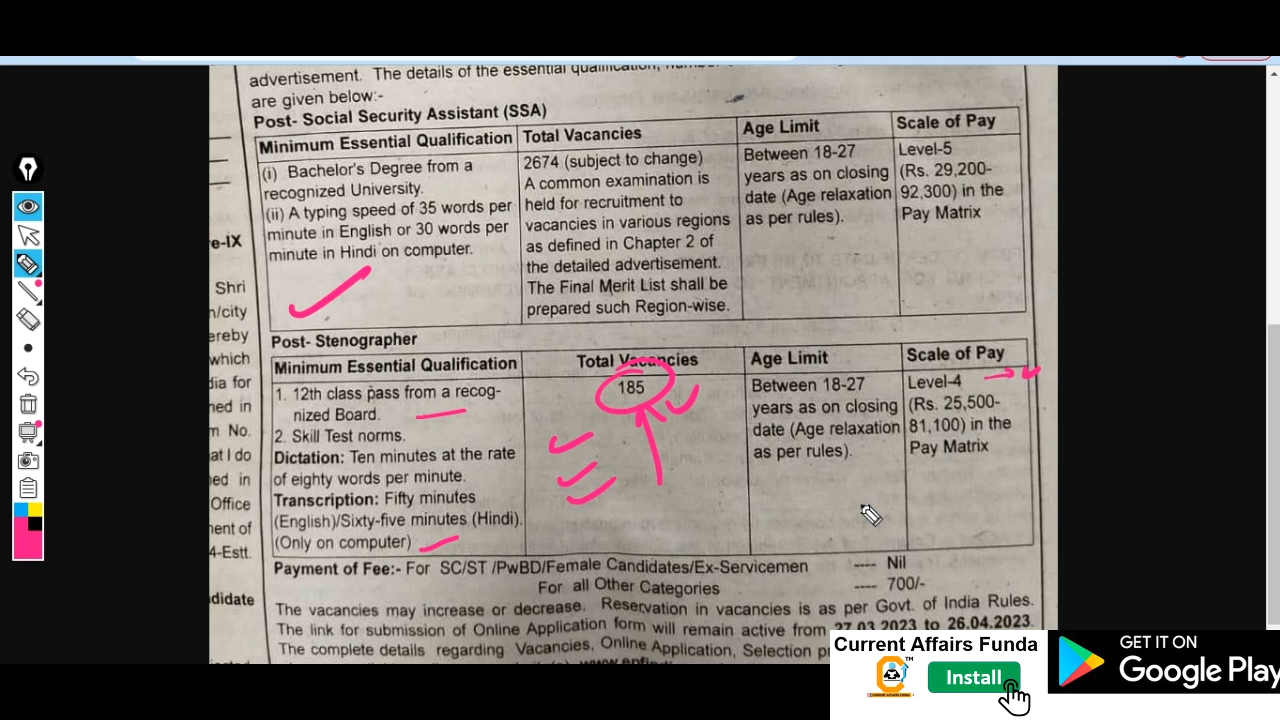 advertisement. The details of the essential qualification,
are given below:-
Post- Social Security Assistant (SSA)
Minimum Essential Qualification
Total Vacancies
Age Limit
Scale of Pay
(i) Bachelor's Degree from a
recognized University.
(ii) A typing speed of 35 words per
minute in English or 30 words per
minute in Hindi on computer.
2674 (subject to change)
A common examination is
held for recruitment to
vacancies in various regions
as defined in Chapter 2 of
the detailed advertisement.
The Final Merit List shall be
prepared such Region-wise.
Between 18-27
years as on closing
date (Age relaxation
as per rules).
Level-5
(Rs. 29,200-
92,300) in the
Pay Matrix
Post- Stenographer
Minimum Essential Qualification
Total Vacancies
Age Limit
Scale of Pay
1. 12th class pass from a recog-
nized Board.
2. Skill Test norms.
Dictation: Ten minutes at the rate
of eighty words per minute.
Transcription: Fifty minutes
(English)/Sixty-five minutes (Hindi).
(Only on computer)
185
Between 18-27
years as on closing
date (Age relaxation
as per rules).
Level-4
(Rs. 25,500-
81,100) in the
Pay Matrix
Payment of Fee:- For SC/ST /PwBD/Female Candidates/Ex-Servicemen ---- Nil
For all Other Categories ---- 700/-
The vacancies may increase or decrease. Reservation in vacancies is as per Govt. of India Rules.
The link for submission of Online Application form will remain active from 27.03.2023 to 26.04.2023.
The complete details regarding Vacancies, Online Application, Selection
e-IX
Shri
n/city
ereby
which
dia for
ned in
m No.
at I do
ned in
Office
nent of
4-Estt.
didate
Current Affairs Funda
Install
GET IT ON
Google Play